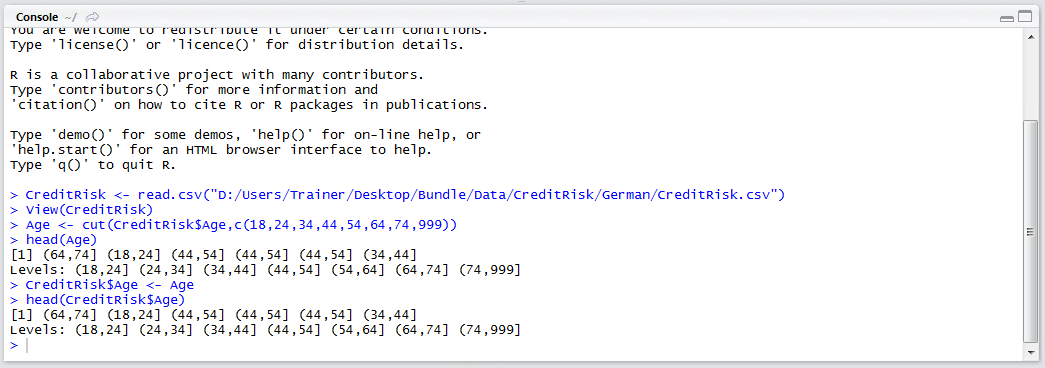 Console ~/
You are welcome to redistribute it under certain conditions.
Type 'license()' or 'licence()' for distribution details.
R is a collaborative project with many contributors.
Type 'contributors()' for more information and
'citation()' on how to cite R or R packages in publications.
Type 'demo()' for some demos, 'help()' for on-line help, or
'help.start()' for an HTML browser interface to help.
Type 'q()' to quit R.
> CreditRisk <- read.csv("D:/Users/Trainer/Desktop/Bundle/Data/CreditRisk/German/CreditRisk.csv")
> View(CreditRisk)
> Age <- cut(CreditRisk$Age,c(18,24,34,44,54,64,74,999))
> head(Age)
[1] (64,74] (18,24] (44,54] (44,54] (44,54] (34,44]
Levels: (18,24] (24,34] (34,44] (44,54] (54,64] (64,74] (74,999]
> CreditRisk$Age <- Age
> head(CreditRisk$Age)
[1] (64,74] (18,24] (44,54] (44,54] (44,54] (34,44]
Levels: (18,24] (24,34] (34,44] (44,54] (54,64] (64,74] (74,999]
>